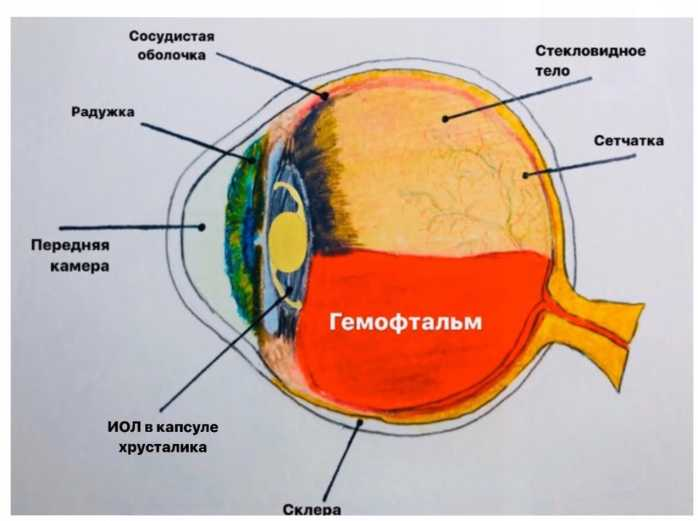 Сосудистая
оболочка
Стекловидное
тело
Радужка
Сетчатка
Передняя
камера
Гемофтальм
ИОЛ в капсуле
хрусталика
Склера